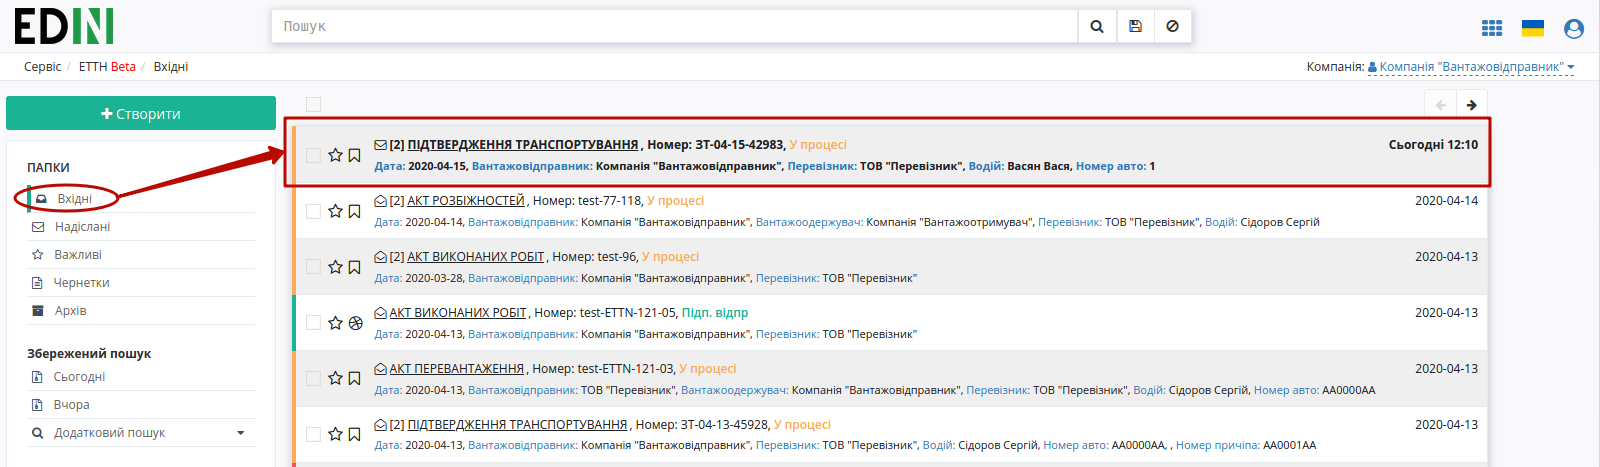 EDIN
Пошук
Сервіс / ЕТТН Beta / Вхідні
Компанія: Компанія "Вантажовідправник"
Створити
ПАПКИ
Вхідні
Надіслані
Важливі
Чернетки
Архів
Збережений пошук
Сьогодні
Вчора
Додатковий пошук
[2] ПІДТВЕРДЖЕННЯ ТРАНСПОРТУВАННЯ , Номер: ЗТ-04-15-42983, У процесі Сьогодні 12:10
Дата: 2020-04-15, Вантажовідправник: Компанія "Вантажовідправник", Перевізник: ТОВ "Перевізник", Водій: Васян Вася, Номер авто: 1
[2] АКТ РОЗБІЖНОСТЕЙ , Номер: test-77-118, У процесі 2020-04-14
Дата: 2020-04-14, Вантажовідправник: Компанія "Вантажовідправник", Вантажоодержувач: Компанія "Вантажоотримувач", Перевізник: ТОВ "Перевізник", Водій: Сідоров Сергій
[2] АКТ ВИКОНАНИХ РОБІТ , Номер: test-96, У процесі 2020-04-13
Дата: 2020-03-28, Вантажовідправник: Компанія "Вантажовідправник", Перевізник: ТОВ "Перевізник"
АКТ ВИКОНАНИХ РОБІТ , Номер: test-ETTN-121-05, Підп. відпр 2020-04-13
Дата: 2020-04-13, Вантажовідправник: Компанія "Вантажовідправник", Перевізник: ТОВ "Перевізник"
АКТ ПЕРЕВАНТАЖЕННЯ , Номер: test-ETTN-121-03, У процесі 2020-04-13
Дата: 2020-04-13, Вантажовідправник: ТОВ "Перевізник", Вантажоодержувач: Компанія "Вантажовідправник", Перевізник: ТОВ "Перевізник", Водій: Сідоров Сергій, Номер авто: АА0000АА
[2] ПІДТВЕРДЖЕННЯ ТРАНСПОРТУВАННЯ , Номер: ЗТ-04-13-45928, У процесі 2020-04-13
Дата: 2020-04-13, Вантажовідправник: Компанія "Вантажовідправник", Перевізник: ТОВ "Перевізник", Водій: Сідоров Сергій, Номер авто: АА0000АА, , Номер причіпа: АА0001АА